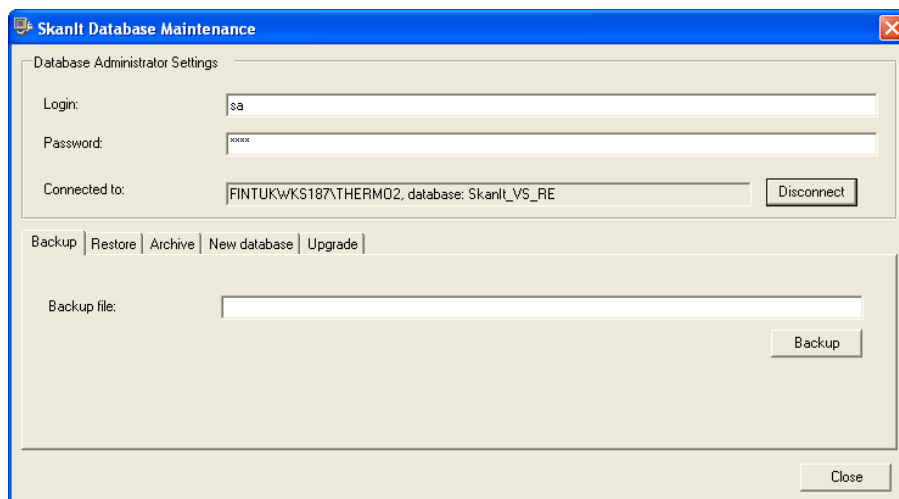 SkanIt Database Maintenance
Database Administrator Settings
Login:
sa
Password:
****
Connected to:
FINTUKWKS187\THERMO2, database: SkanIt_VS_RE
Disconnect
Backup Restore Archive New database Upgrade
Backup file:
Backup
Close